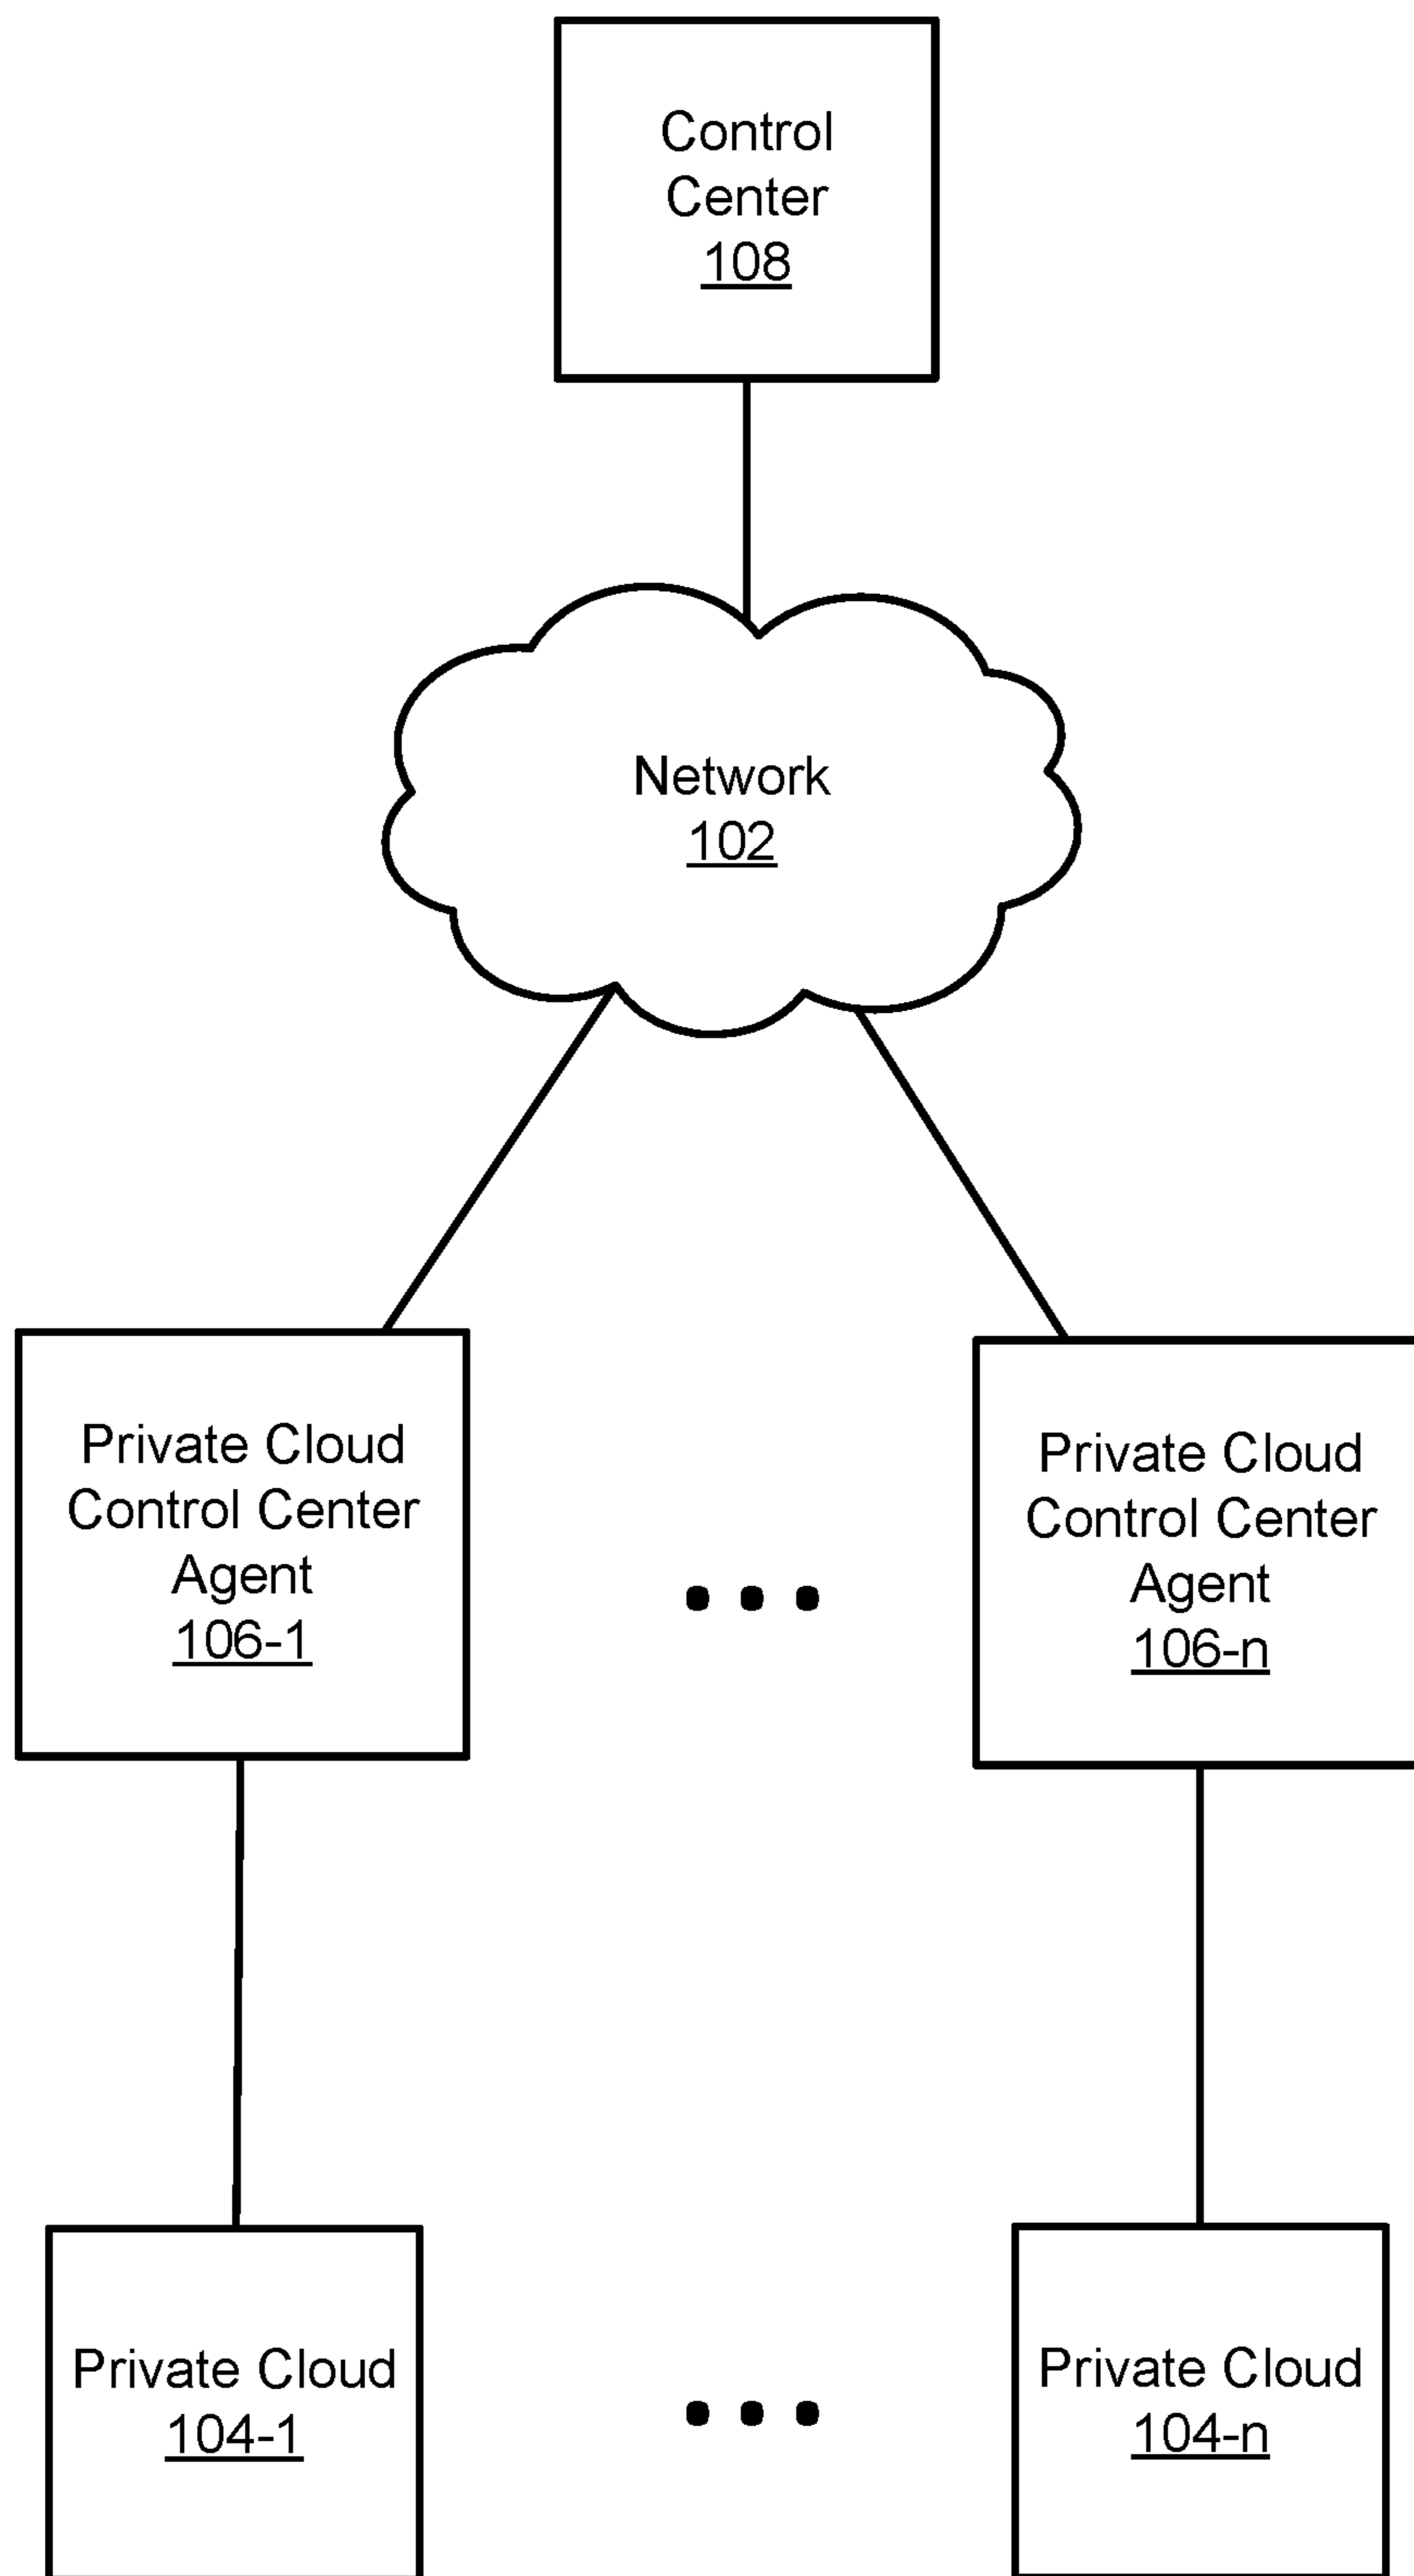 Control
Center
108
Network
102
Private Cloud
Control Center
Agent
106-1
Private Cloud
Control Center
Agent
106-n
Private Cloud
104-1
Private Cloud
104-n